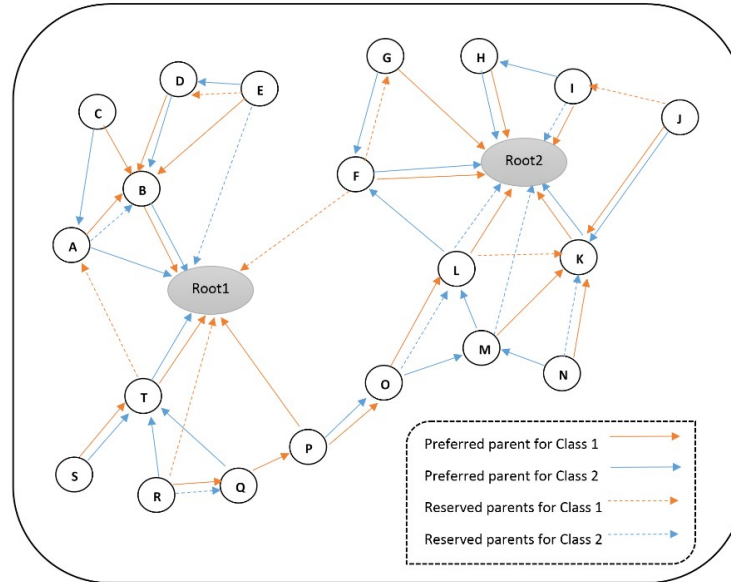 G
H
D
E
I
C
J
Root2
F
B
A
K
L
Root1
M
O
N
T
P
S
Q
R
Preferred parent for Class 1
Preferred parent for Class 2
Reserved parents for Class 1
Reserved parents for Class 2